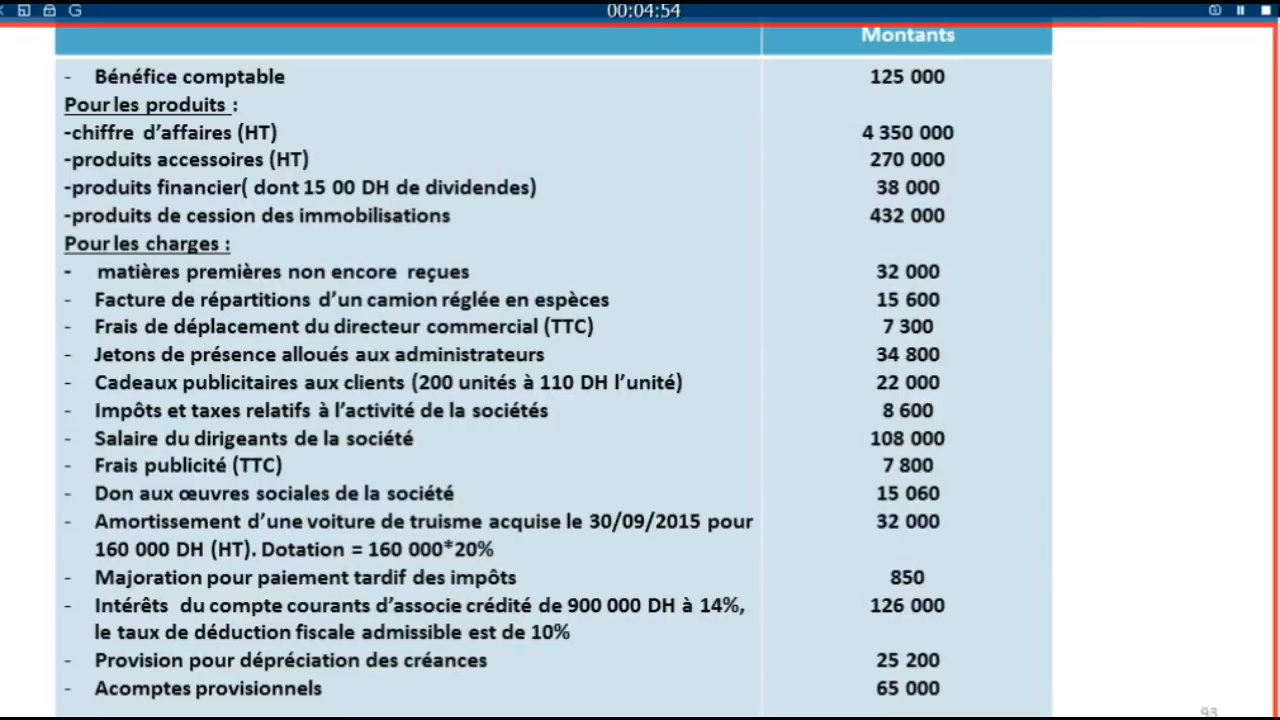 G
00:04:54
Montants
- Bénéfice comptable 125 000
Pour les produits :
-chiffre d'affaires (HT) 4 350 000
-produits accessoires (HT) 270 000
-produits financier( dont 15 00 DH de dividendes) 38 000
-produits de cession des immobilisations 432 000
Pour les charges :
- matières premières non encore reçues 32 000
- Facture de répartitions d'un camion réglée en espèces 15 600
- Frais de déplacement du directeur commercial (TTC) 7 300
- Jetons de présence alloués aux administrateurs 34 800
- Cadeaux publicitaires aux clients (200 unités à 110 DH l'unité) 22 000
- Impôts et taxes relatifs à l'activité de la sociétés 8 600
- Salaire du dirigeants de la société 108 000
- Frais publicité (TTC) 7 800
- Don aux œuvres sociales de la société 15 060
- Amortissement d'une voiture de truisme acquise le 30/09/2015 pour 32 000
160 000 DH (HT). Dotation = 160 000*20%
- Majoration pour paiement tardif des impôts 850
- Intérêts du compte courants d'associe crédité de 900 000 DH à 14%, 126 000
le taux de déduction fiscale admissible est de 10%
- Provision pour dépréciation des créances 25 200
- Acomptes provisionnels 65 000
93